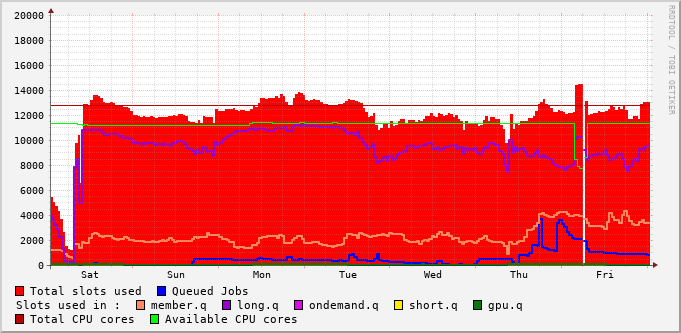 20000
18000
16000
14000
12000
10000
8000
6000
4000
2000
0
Sat Sun Mon Tue Wed Thu Fri
RRDTOOL / TOBI OETIKER
Total slots used Queued Jobs
Slots used in : member.q long.q ondemand.q short.q gpu.q
Total CPU cores Available CPU cores